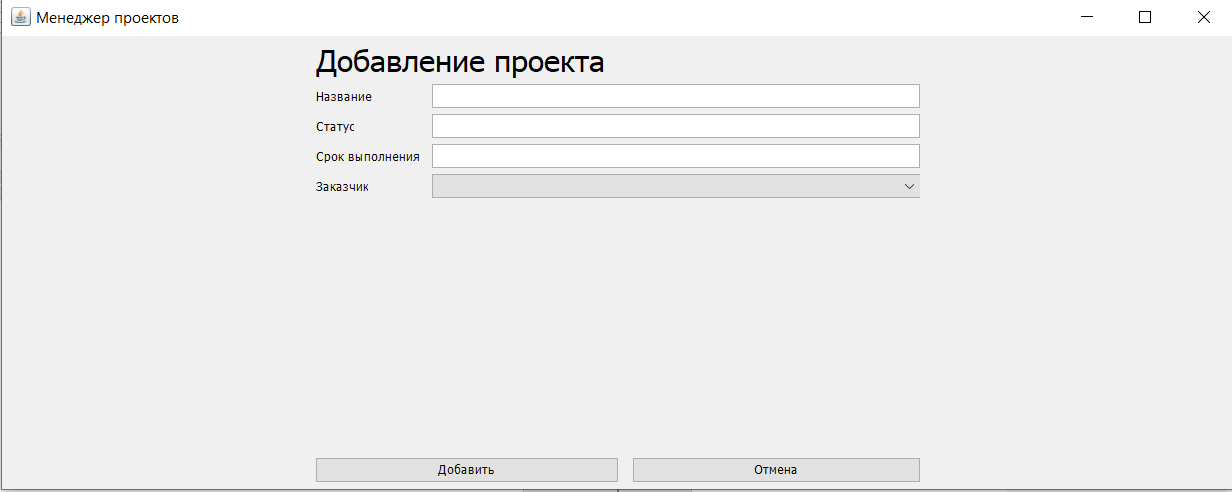 Менеджер проектов
Добавление проекта
Название
Статус
Срок выполнения
Заказчик
Добавить Отмена